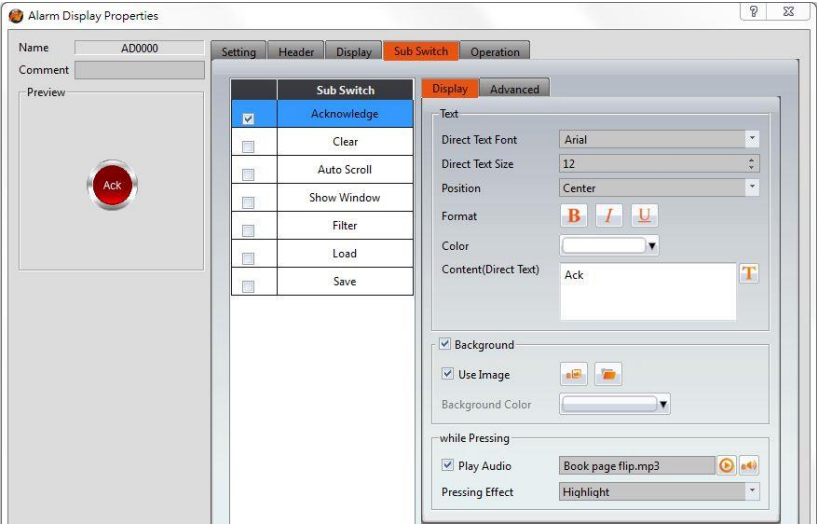 Alarm Display Properties
Name AD0000
Comment
Preview
Ack
Setting Header Display Sub Switch Operation
Sub Switch
Acknowledge
Clear
Auto Scroll
Show Window
Filter
Load
Save
Display Advanced
Text
Direct Text Font Arial
Direct Text Size 12
Position Center
Format B I U
Color
Content(Direct Text) Ack T
Background
Use Image
Background Color
while Pressing
Play Audio Book page flip.mp3
Pressing Effect Highlight